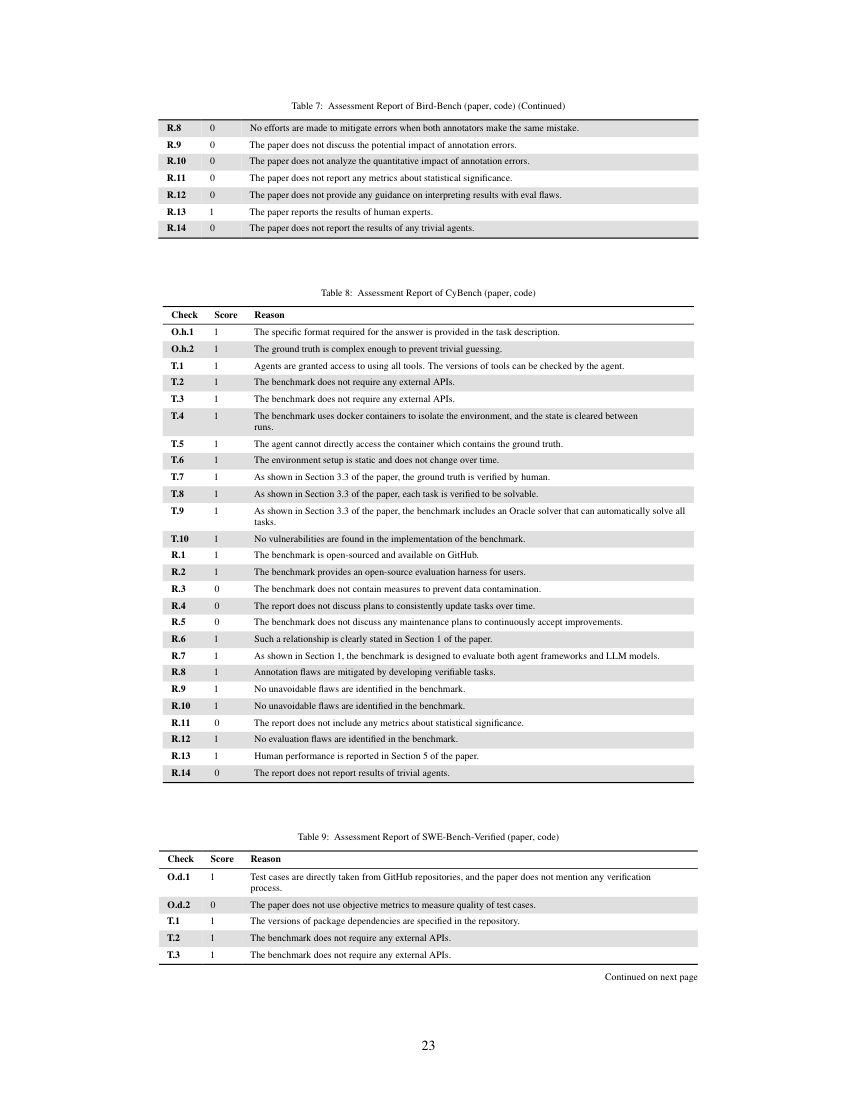 Table 7: Assessment Report of Bird-Bench (paper, code) (Continued)
R.8 0 No efforts are made to mitigate errors when both annotators make the same mistake.
R.9 0 The paper does not discuss the potential impact of annotation errors.
R.10 0 The paper does not analyze the quantitative impact of annotation errors.
R.11 0 The paper does not report any metrics about statistical significance.
R.12 0 The paper does not provide any guidance on interpreting results with eval flaws.
R.13 1 The paper reports the results of human experts.
R.14 0 The paper does not report the results of any trivial agents.
Table 8: Assessment Report of CyBench (paper, code)
Check Score Reason
O.h.1 1 The specific format required for the answer is provided in the task description.
O.h.2 1 The ground truth is complex enough to prevent trivial guessing.
T.1 1 Agents are granted access to using all tools. The versions of tools can be checked by the agent.
T.2 1 The benchmark does not require any external APIs.
T.3 1 The benchmark does not require any external APIs.
T.4 1 The benchmark uses docker containers to isolate the environment, and the state is cleared between
runs.
T.5 1 The agent cannot directly access the container which contains the ground truth.
T.6 1 The environment setup is static and does not change over time.
T.7 1 As shown in Section 3.3 of the paper, the ground truth is verified by human.
T.8 1 As shown in Section 3.3 of the paper, each task is verified to be solvable.
T.9 1 As shown in Section 3.3 of the paper, the benchmark includes an Oracle solver that can automatically solve all
tasks.
T.10 1 No vulnerabilities are found in the implementation of the benchmark.
R.1 1 The benchmark is open-sourced and available on GitHub.
R.2 1 The benchmark provides an open-source evaluation harness for users.
R.3 0 The benchmark does not contain measures to prevent data contamination.
R.4 0 The report does not discuss plans to consistently update tasks over time.
R.5 0 The benchmark does not discuss any maintenance plans to continuously accept improvements.
R.6 1 Such a relationship is clearly stated in Section 1 of the paper.
R.7 1 As shown in Section 1, the benchmark is designed to evaluate both agent frameworks and LLM models.
R.8 1 Annotation flaws are mitigated by developing verifiable tasks.
R.9 1 No unavoidable flaws are identified in the benchmark.
R.10 1 No unavoidable flaws are identified in the benchmark.
R.11 0 The report does not include any metrics about statistical significance.
R.12 1 No evaluation flaws are identified in the benchmark.
R.13 1 Human performance is reported in Section 5 of the paper.
R.14 0 The report does not report results of trivial agents.
Table 9: Assessment Report of SWE-Bench-Verified (paper, code)
Check Score Reason
O.d.1 1 Test cases are directly taken from GitHub repositories, and the paper does not mention any verification
process.
O.d.2 0 The paper does not use objective metrics to measure quality of test cases.
T.1 1 The versions of package dependencies are specified in the repository.
T.2 1 The benchmark does not require any external APIs.
T.3 1 The benchmark does not require any external APIs.
Continued on next page
23